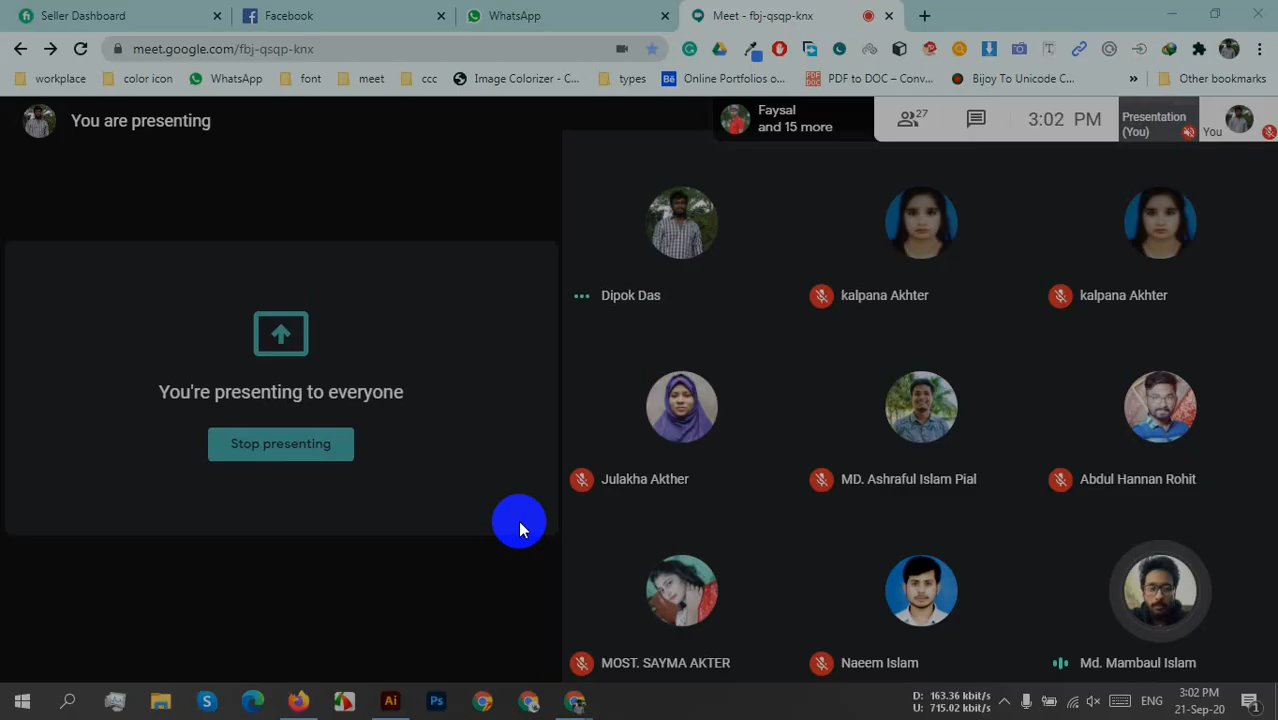 Seller Dashboard
Facebook
WhatsApp
Meet - fbj-qsqp-knx
meet.google.com/fbj-qsqp-knx
workplace
color icon
WhatsApp
font
meet
ccc
Image Colorizer - C...
types
Online Portfolios o...
PDF to DOC – Conv...
Bijoy To Unicode C...
»
Other bookmarks
You are presenting
Faysal
and 15 more
27
3:02 PM
Presentation
(You)
You
Dipok Das
kalpana Akhter
kalpana Akhter
You're presenting to everyone
Stop presenting
Julakha Akther
MD. Ashraful Islam Pial
Abdul Hannan Rohit
MOST. SAYMA AKTER
Naeem Islam
Md. Mambaul Islam
D: 163.36 kbit/s
U: 715.02 kbit/s
ENG
3:02 PM
21-Sep-20